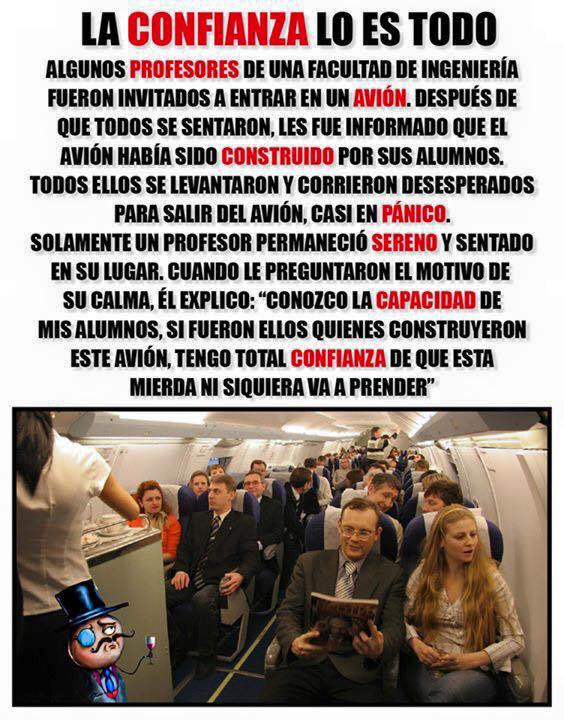 LA CONFIANZA LO ES TODO
ALGUNOS PROFESORES DE UNA FACULTAD DE INGENIERÍA
FUERON INVITADOS A ENTRAR EN UN AVIÓN. DESPUÉS DE
QUE TODOS SE SENTARON, LES FUE INFORMADO QUE EL
AVIÓN HABÍA SIDO CONSTRUIDO POR SUS ALUMNOS.
TODOS ELLOS SE LEVANTARON Y CORRIERON DESESPERADOS
PARA SALIR DEL AVIÓN, CASI EN PÁNICO.
SOLAMENTE UN PROFESOR PERMANECIÓ SERENO Y SENTADO
EN SU LUGAR. CUANDO LE PREGUNTARON EL MOTIVO DE
SU CALMA, ÉL EXPLICO: “CONOZCO LA CAPACIDAD DE
MIS ALUMNOS, SI FUERON ELLOS QUIENES CONSTRUYERON
ESTE AVIÓN, TENGO TOTAL CONFIANZA DE QUE ESTA
MIERDA NI SIQUIERA VA A PRENDER”